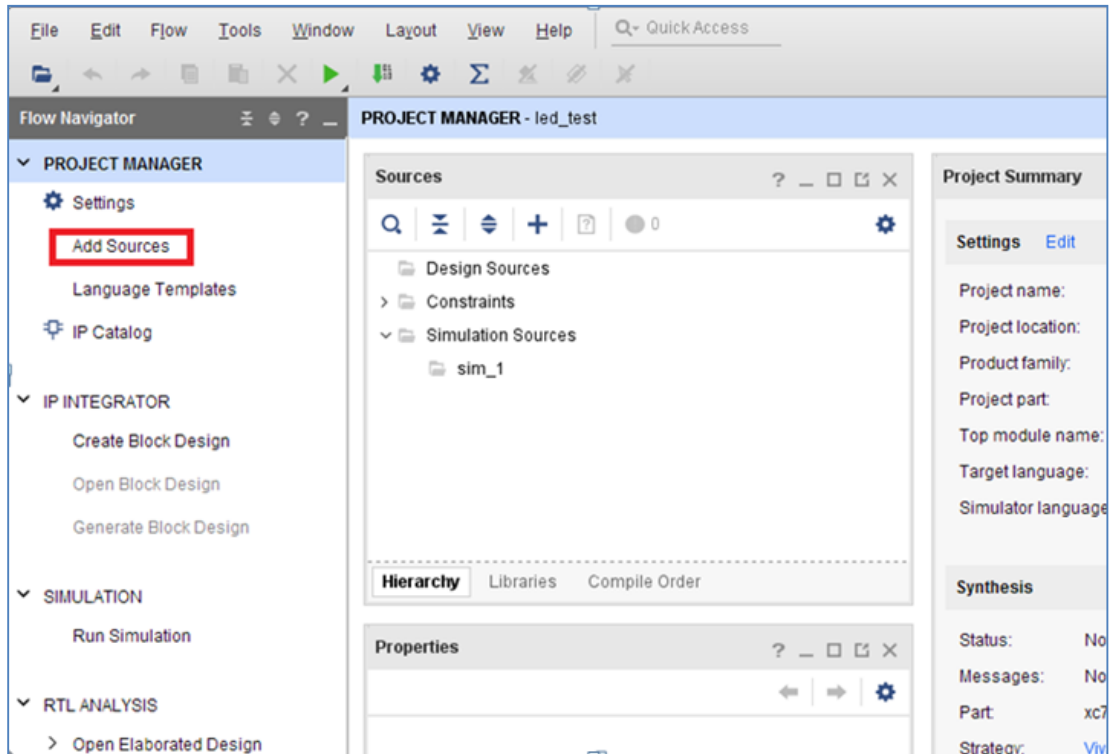 File Edit Flow Tools Window Layout View Help Quick Access
Flow Navigator ? PROJECT MANAGER - led_test
PROJECT MANAGER
Settings
Add Sources
Language Templates
IP Catalog
IP INTEGRATOR
Create Block Design
Open Block Design
Generate Block Design
SIMULATION
Run Simulation
RTL ANALYSIS
Open Elaborated Design
Sources ?
? 0
Design Sources
Constraints
Simulation Sources
sim_1
Hierarchy Libraries Compile Order
Properties ?
Project Summary
Settings Edit
Project name:
Project location:
Product family:
Project part:
Top module name:
Target language:
Simulator language
Synthesis
Status: No
Messages: No
Part: xc7
Strategy: Viv